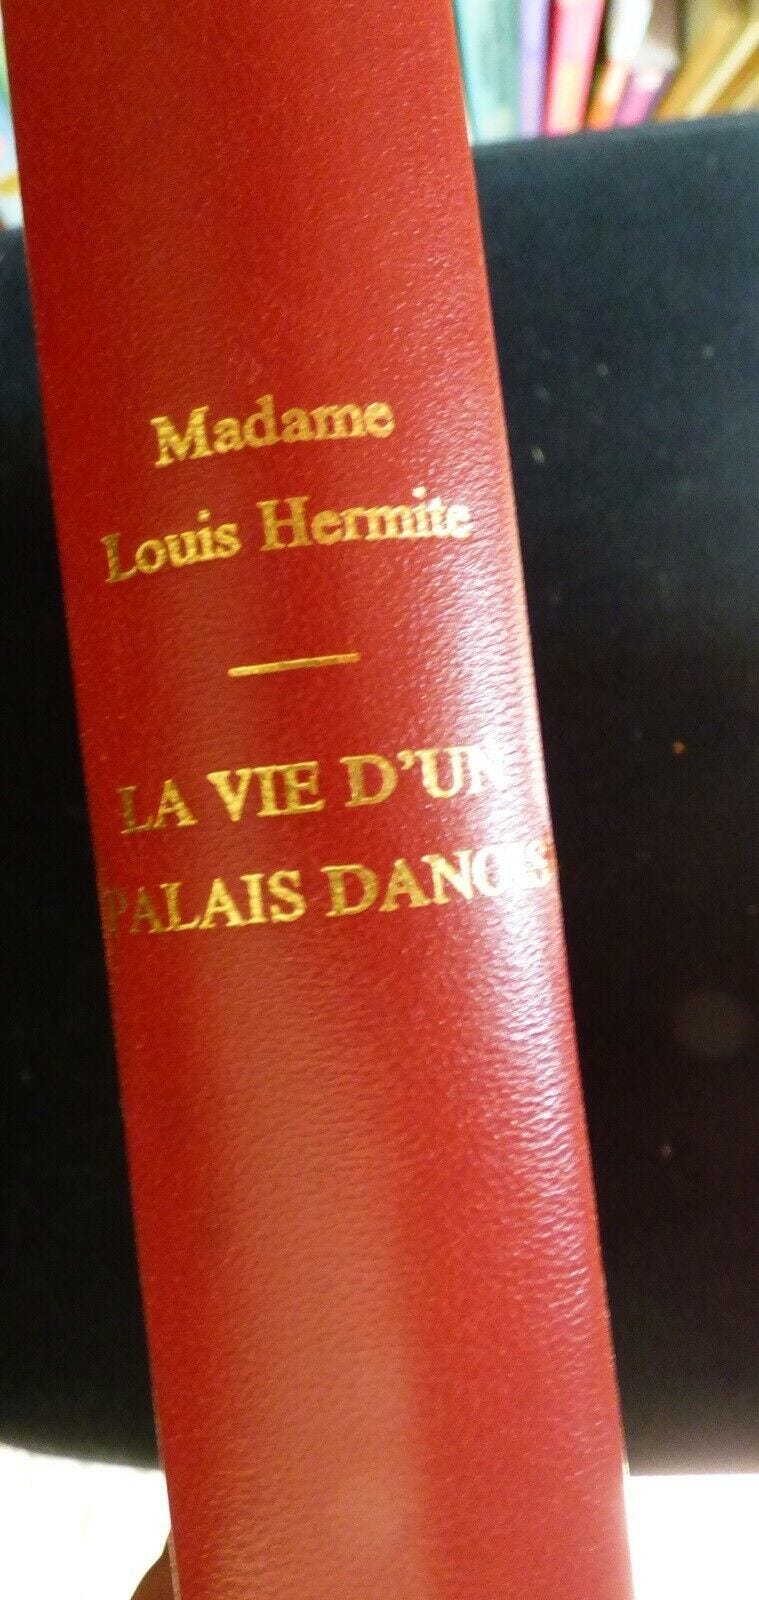 Madame
Louis Hermite
LA VIE D'UN
PALAIS DANOIS